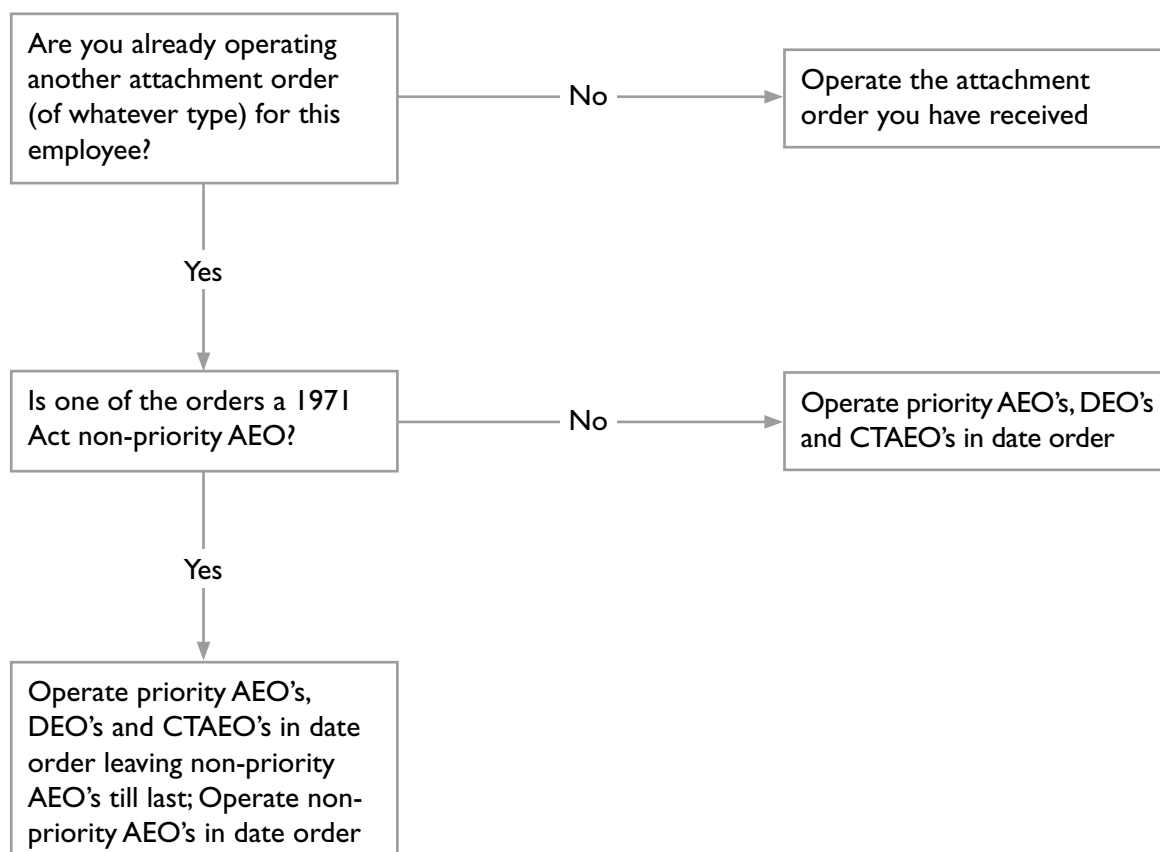 Are you already operating
another attachment order
(of whatever type) for this
employee?
No
Operate the attachment
order you have received
Yes
Is one of the orders a 1971
Act non-priority AEO?
No
Operate priority AEO’s, DEO’s
and CTAEO’s in date order
Yes
Operate priority AEO’s,
DEO’s and CTAEO’s in date
order leaving non-priority
AEO’s till last; Operate non-
priority AEO’s in date order